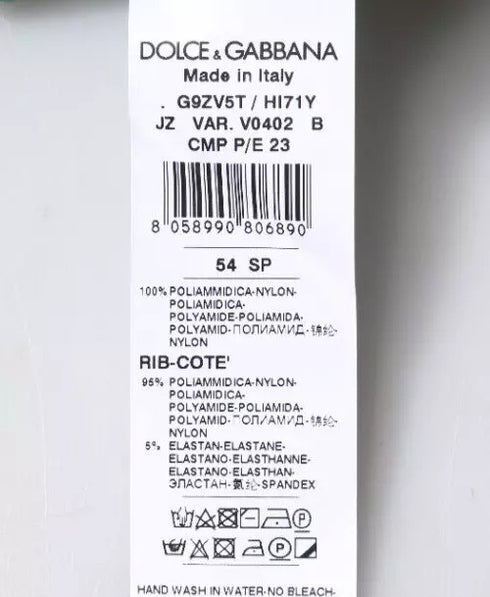 DOLCE & GABBANA
Made in Italy
. G9ZV5T / HI71Y
JZ VAR. V0402 B
CMP P/E 23
8 058990 806890
54 SP
100% POLIAMMIDICA-NYLON-
POLIAMIDICA-
POLYAMIDE-POLIAMIDA-
POLYAMID-ПОЛИАМИД-锦纶-
NYLON
RIB-COTE'
95% POLIAMMIDICA-NYLON-
POLIAMIDICA-
POLYAMIDE-POLIAMIDA-
POLYAMID-ПОЛИАМИД-锦纶-
NYLON
5% ELASTAN-ELASTANE-
ELASTANO-ELASTHANNE-
ELASTANO-ELASTHAN-
ЭЛАСТАН-氨纶-SPANDEX
P
P
HAND WASH IN WATER-NO BLEACH-